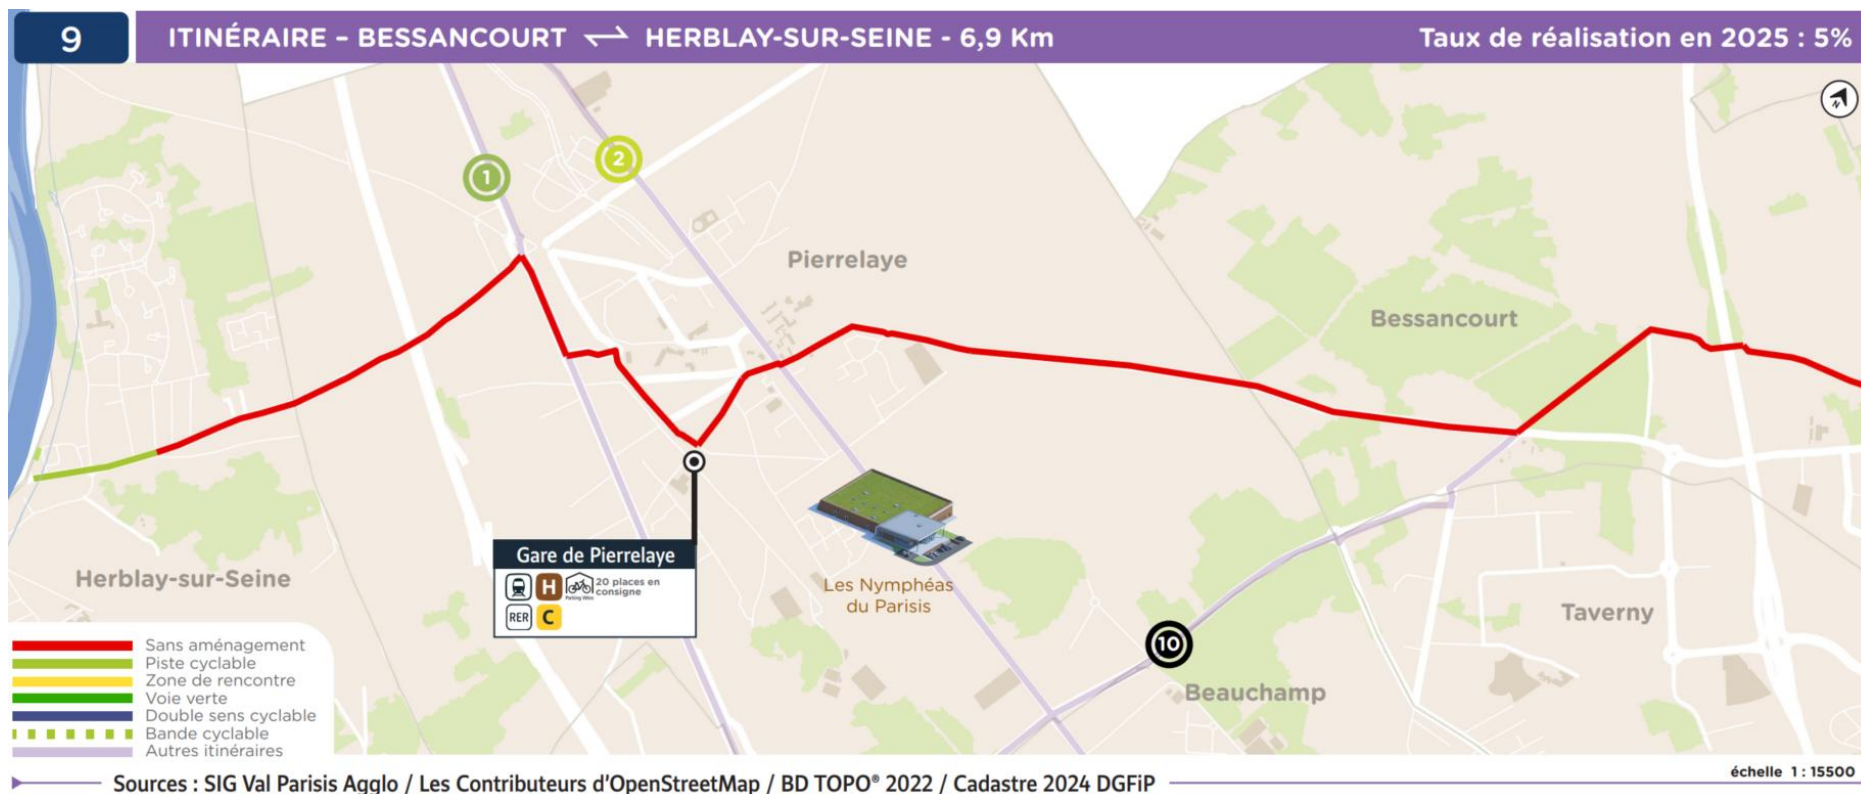 9
ITINÉRAIRE – BESSANCOURT ⇌ HERBLAY-SUR-SEINE - 6,9 Km
Taux de réalisation en 2025 : 5%
N
1
2
Pierrelaye
Bessancourt
Gare de Pierrelaye
H
Parking Vélos
20 places en
consigne
RER C
Les Nymphéas
du Parisis
Herblay-sur-Seine
Taverny
10
Beauchamp
Sans aménagement
Piste cyclable
Zone de rencontre
Voie verte
Double sens cyclable
Bande cyclable
Autres itinéraires
échelle 1 : 15500
Sources : SIG Val Parisis Agglo / Les Contributeurs d'OpenStreetMap / BD TOPO® 2022 / Cadastre 2024 DGFiP